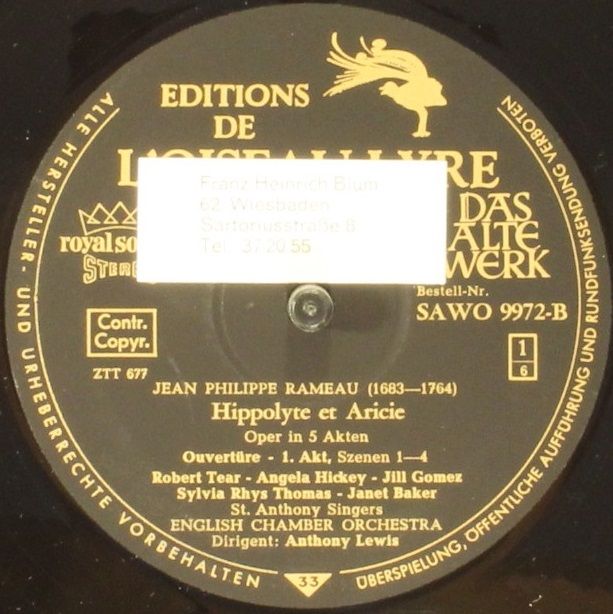 EDITIONS
DE
L'OISEAU-LYRE
Franz Heinrich Blum
62 Wiesbaden
Sartoriusstraße 8
Tel. 37 20 55
royal so
STERE
DAS
ALTE
WERK
Bestell-Nr.
SAWO 9972-B
Contr.
Copyr.
ZTT 677
1
6
JEAN PHILIPPE RAMEAU (1683—1764)
Hippolyte et Aricie
Oper in 5 Akten
Ouvertüre - 1. Akt, Szenen 1—4
Robert Tear - Angela Hickey - Jill Gomez
Sylvia Rhys Thomas - Janet Baker
St. Anthony Singers
ENGLISH CHAMBER ORCHESTRA
Dirigent: Anthony Lewis
33
ALLE HERSTELLER- UND URHEBERRECHTE VORBEHALTEN
ÜBERSPIELUNG, ÖFFENTLICHE AUFFÜHRUNG UND RUNDFUNKSENDUNG VERBOTEN